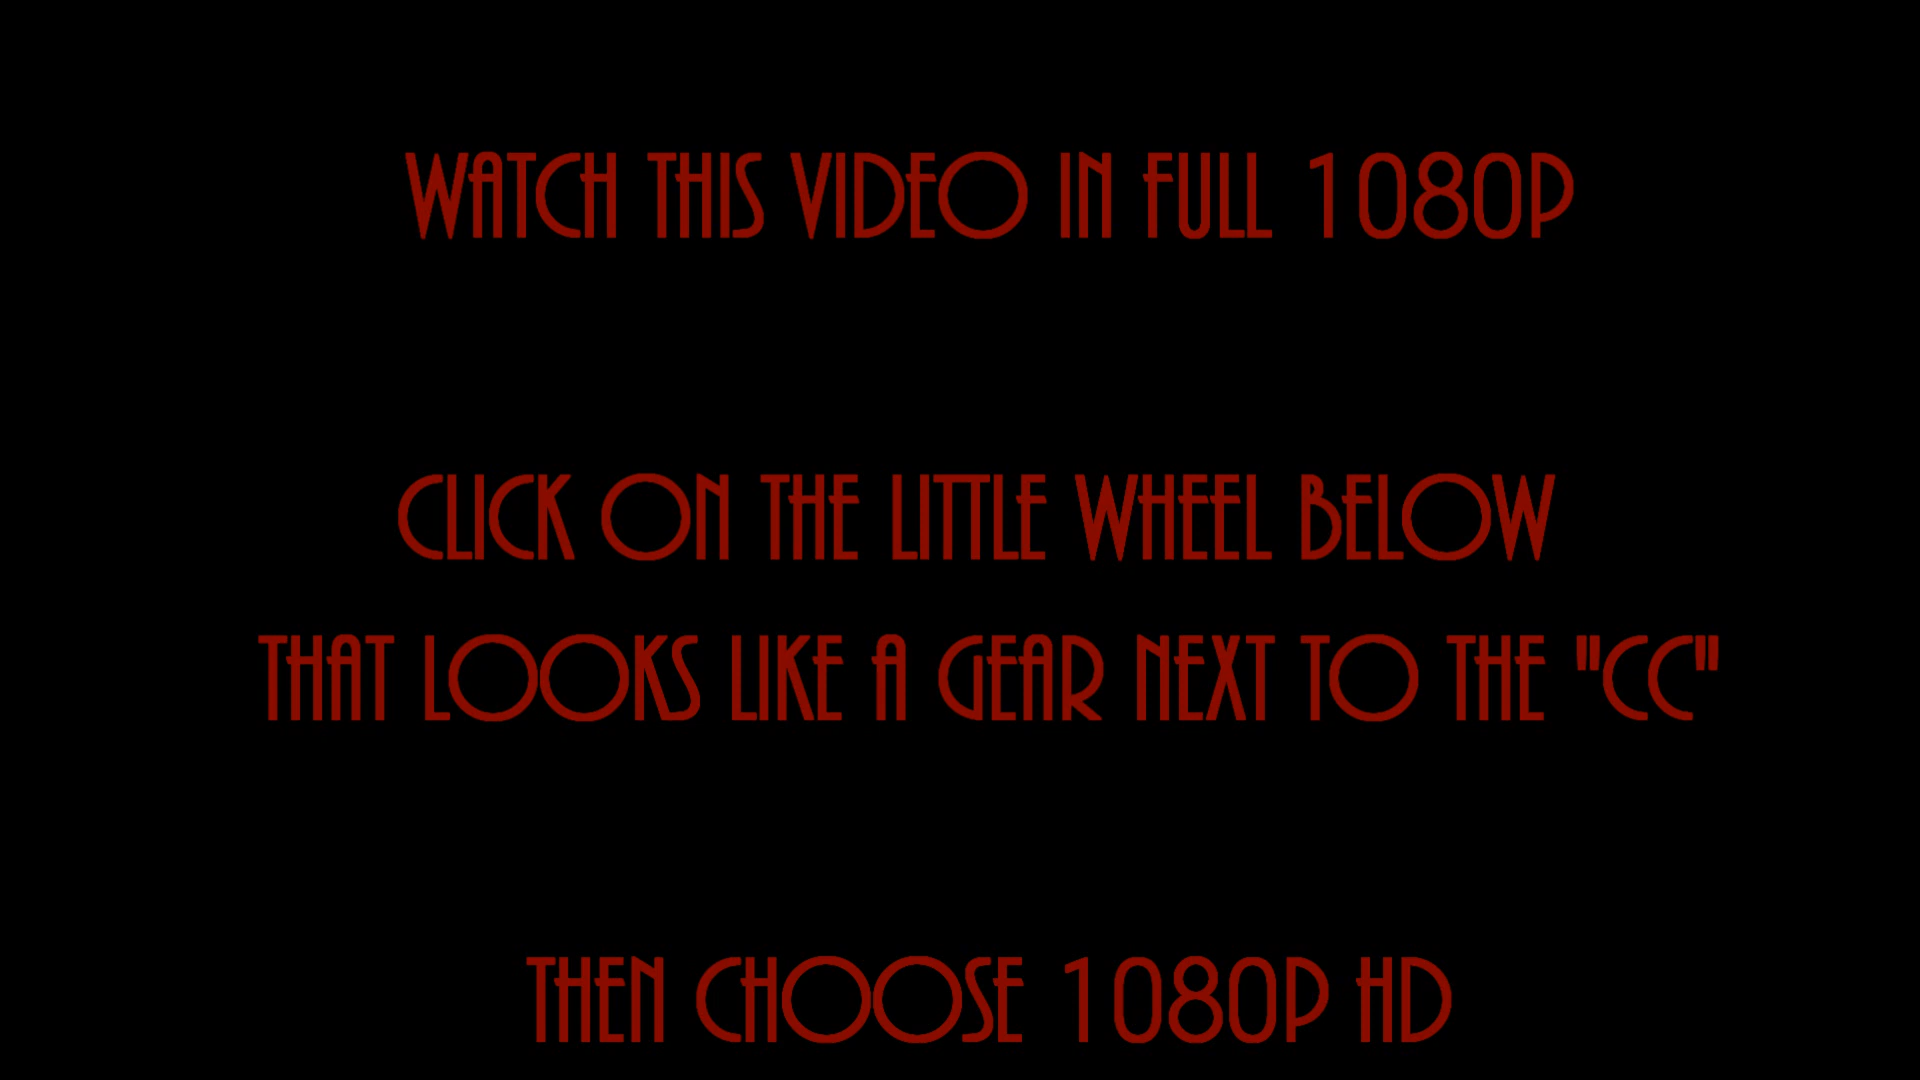 WATCH THIS VIDEO IN FULL 1080P
CLICK ON THE LITTLE WHEEL BELOW
THAT LOOKS LIKE A GEAR NEXT TO THE "CC"
THEN CHOOSE 1080P HD